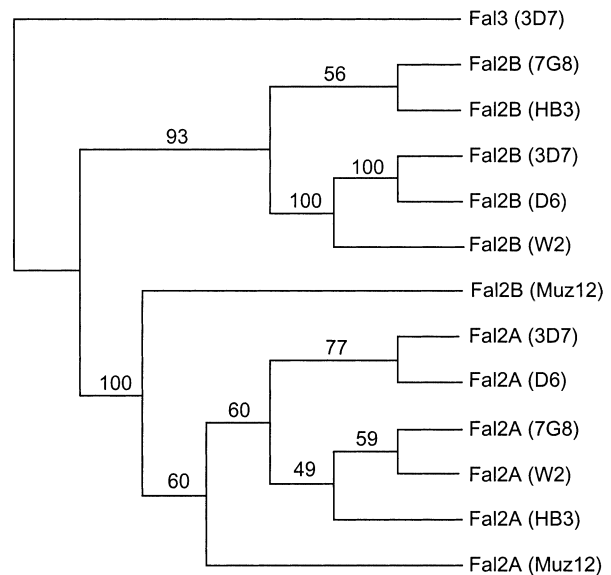 Fal3 (3D7)
Fal2B (7G8)
56
Fal2B (HB3)
93
Fal2B (3D7)
100
Fal2B (D6)
100
Fal2B (W2)
Fal2B (Muz12)
Fal2A (3D7)
77
Fal2A (D6)
100
60
Fal2A (7G8)
59
Fal2A (W2)
49
60
Fal2A (HB3)
Fal2A (Muz12)